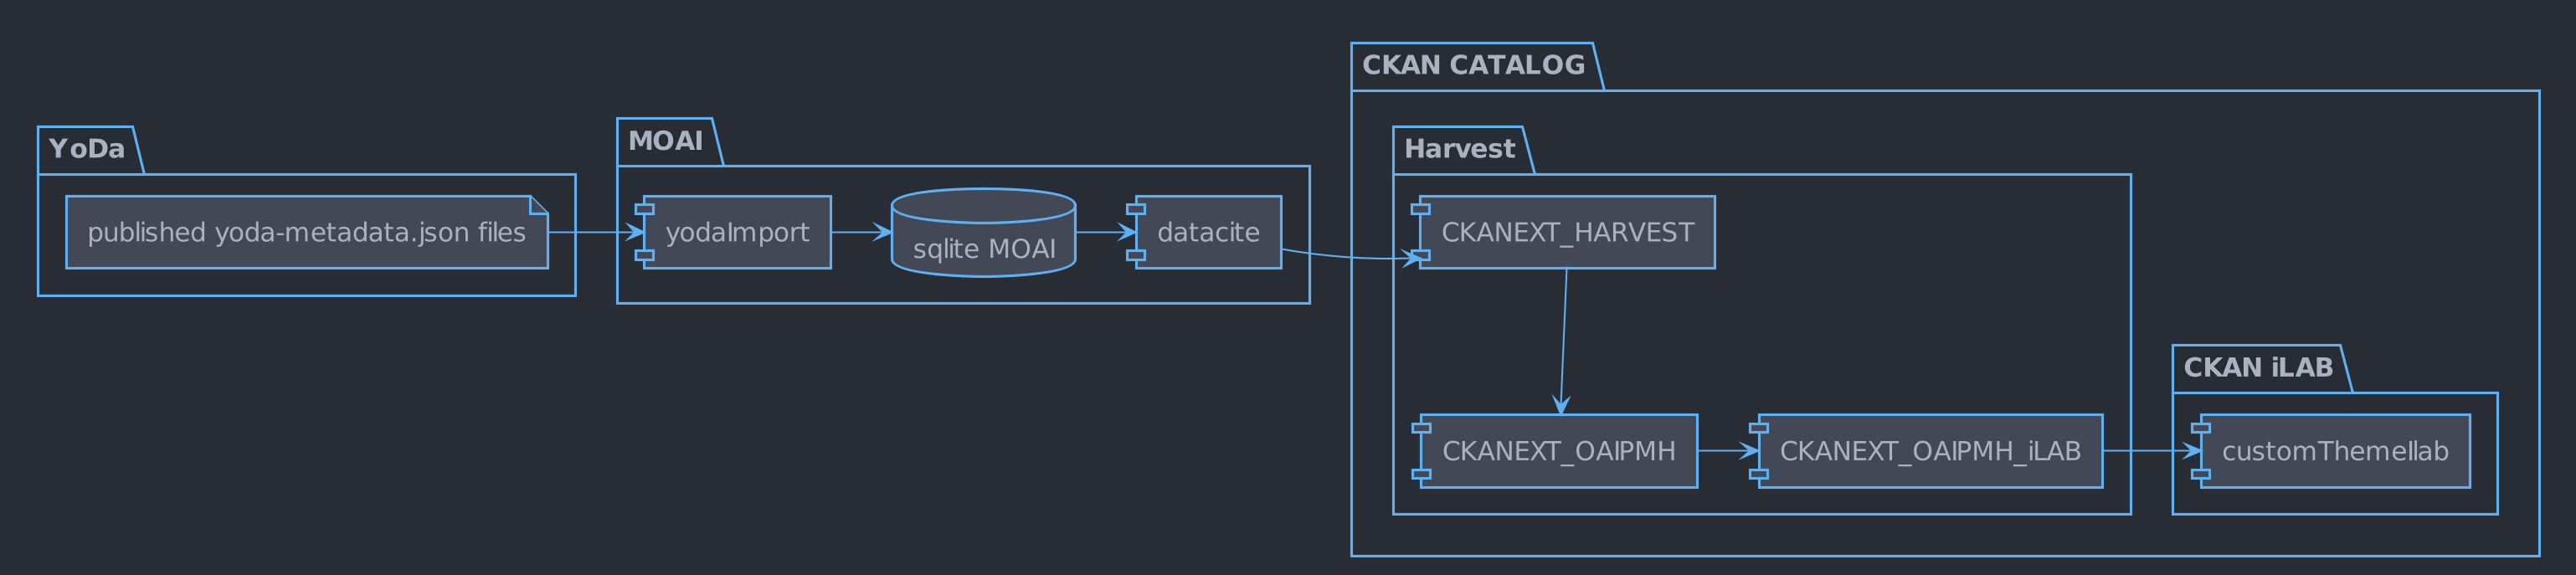 CKAN CATALOG
YoDa
MOAI
Harvest
published yoda-metadata.json files
yodaImport
sqlite MOAI
datacite
CKANEXT_HARVEST
CKAN iLAB
CKANEXT_OAIPMH
CKANEXT_OAIPMH_iLAB
customThemeIlab